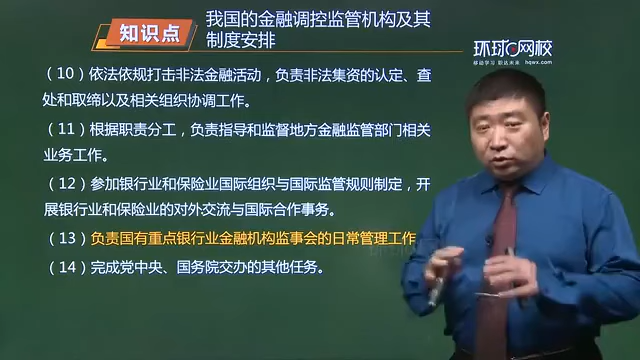 知识点
我国的金融调控监管机构及其
制度安排
环球网校
移动学习 职达未来 hqwx.com
（10）依法依规打击非法金融活动，负责非法集资的认定、查
处和取缔以及相关组织协调工作。
（11）根据职责分工，负责指导和监督地方金融监管部门相关
业务工作。
（12）参加银行业和保险业国际组织与国际监管规则制定，开
展银行业和保险业的对外交流与国际合作事务。
（13）负责国有重点银行业金融机构监事会的日常管理工作
（14）完成党中央、国务院交办的其他任务。